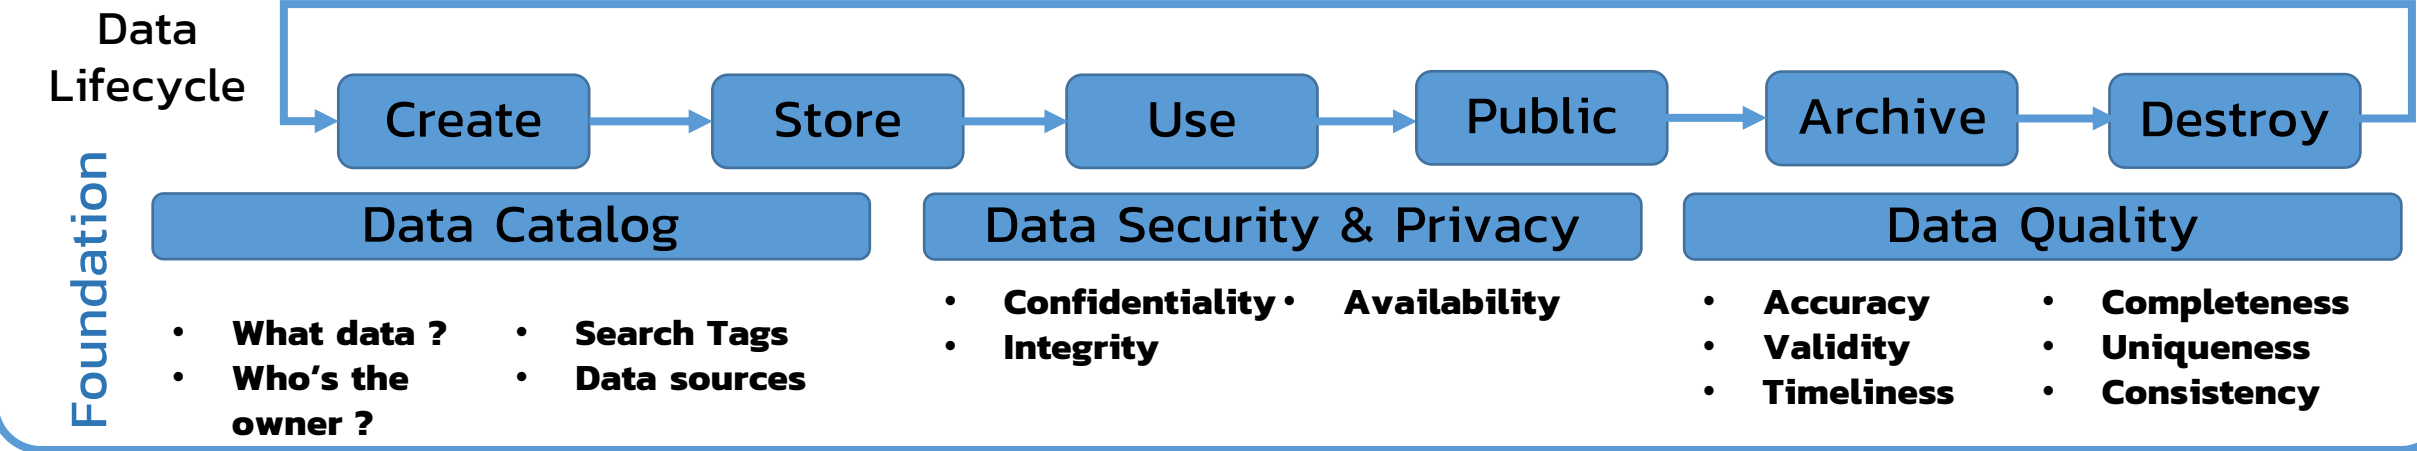 Data
Lifecycle
Create
Store
Use
Public
Archive
Destroy
Foundation
Data Catalog
• What data ?
• Who’s the
owner ?
• Search Tags
• Data sources
Data Security & Privacy
• Confidentiality
• Integrity
• Availability
Data Quality
• Accuracy
• Validity
• Timeliness
• Completeness
• Uniqueness
• Consistency